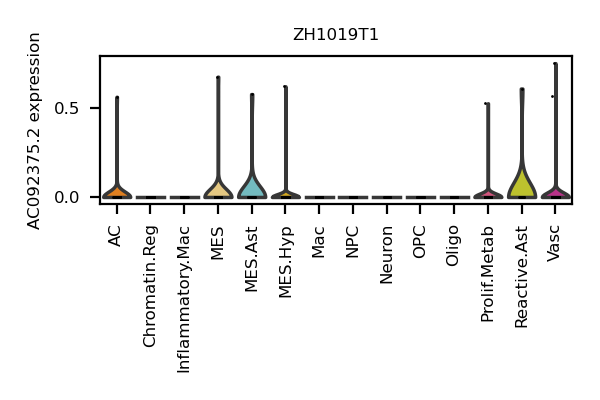 ZH1019T1
AC092375.2 expression
0.5
0.0
AC
Chromatin.Reg
Inflammatory.Mac
MES
MES.Ast
MES.Hyp
Mac
NPC
Neuron
OPC
Oligo
Prolif.Metab
Reactive.Ast
Vasc